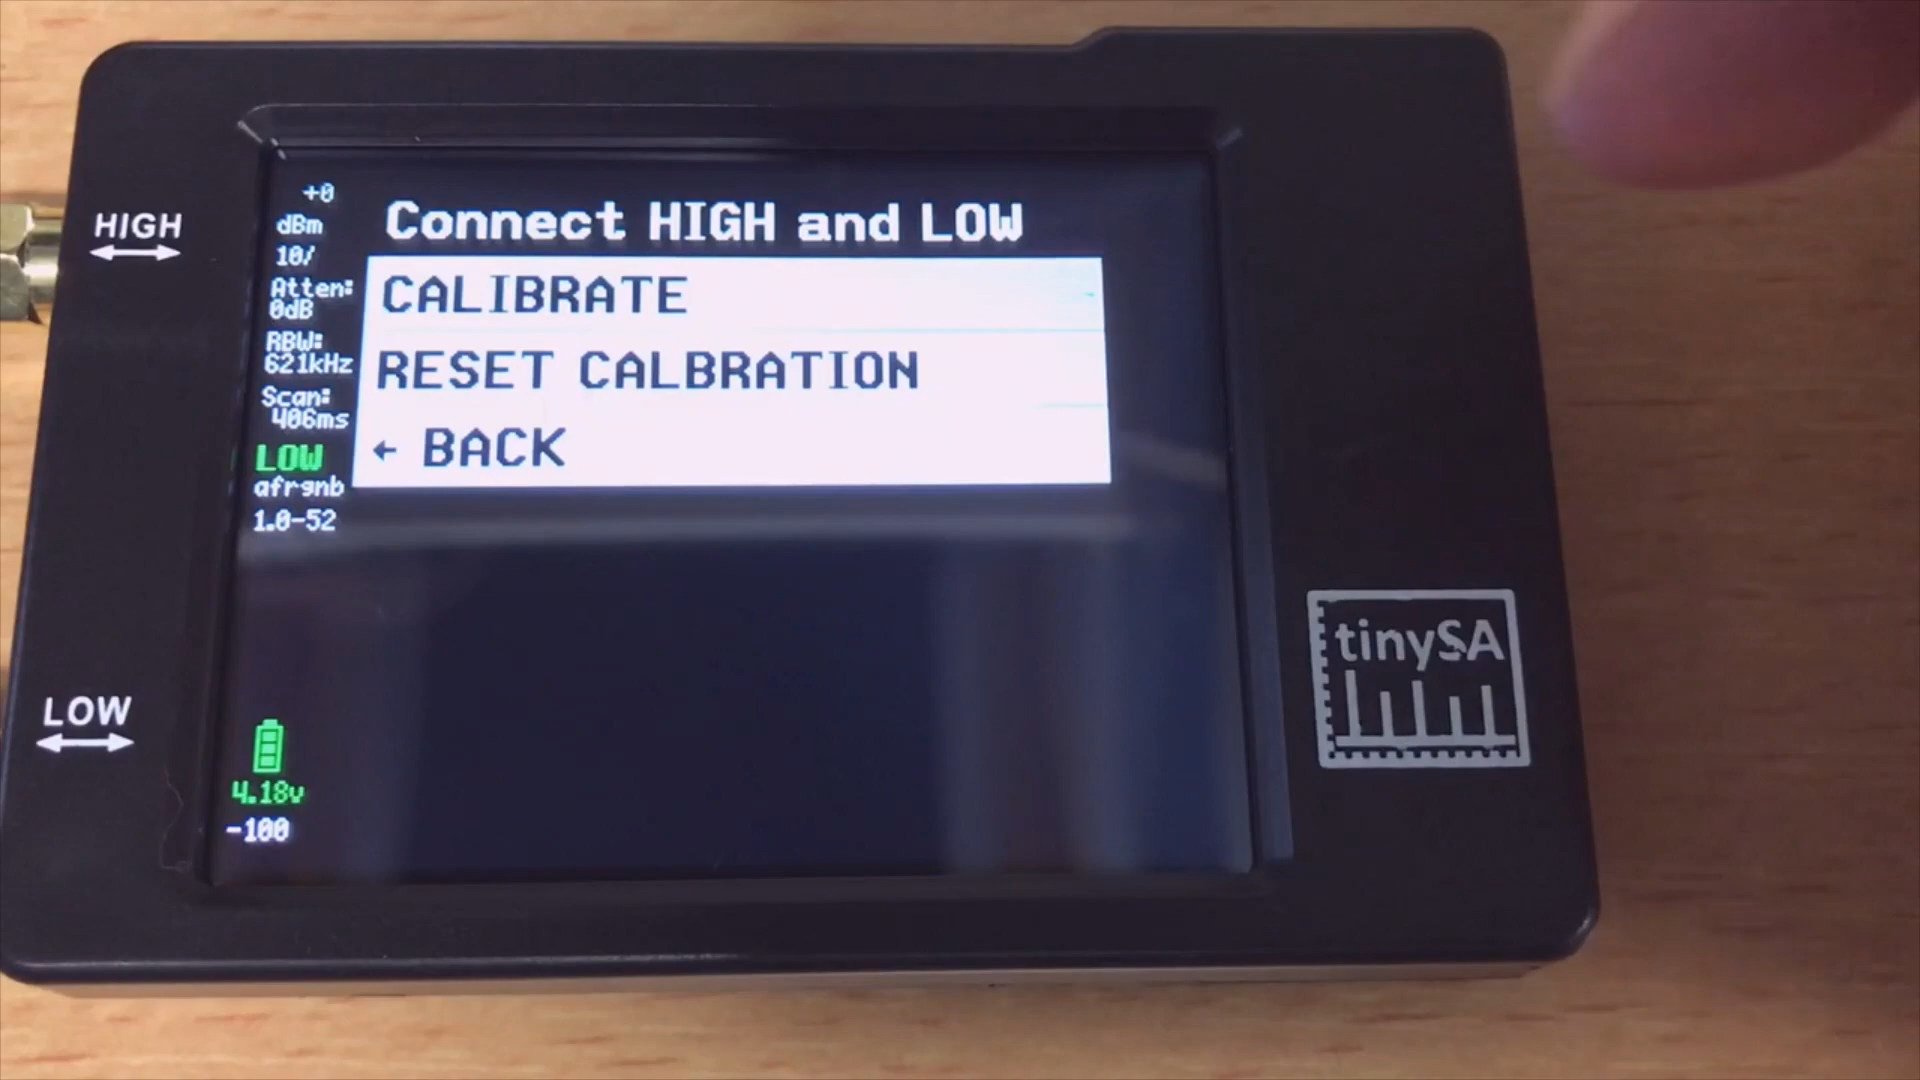 HIGH
LOW
+0
dBm
10/
Atten:
0dB
RBW:
621kHz
Scan:
406ms
LOW
afrgnb
1.0-52
4.18v
-100
Connect HIGH and LOW
CALIBRATE
RESET CALBRATION
← BACK
tinySA